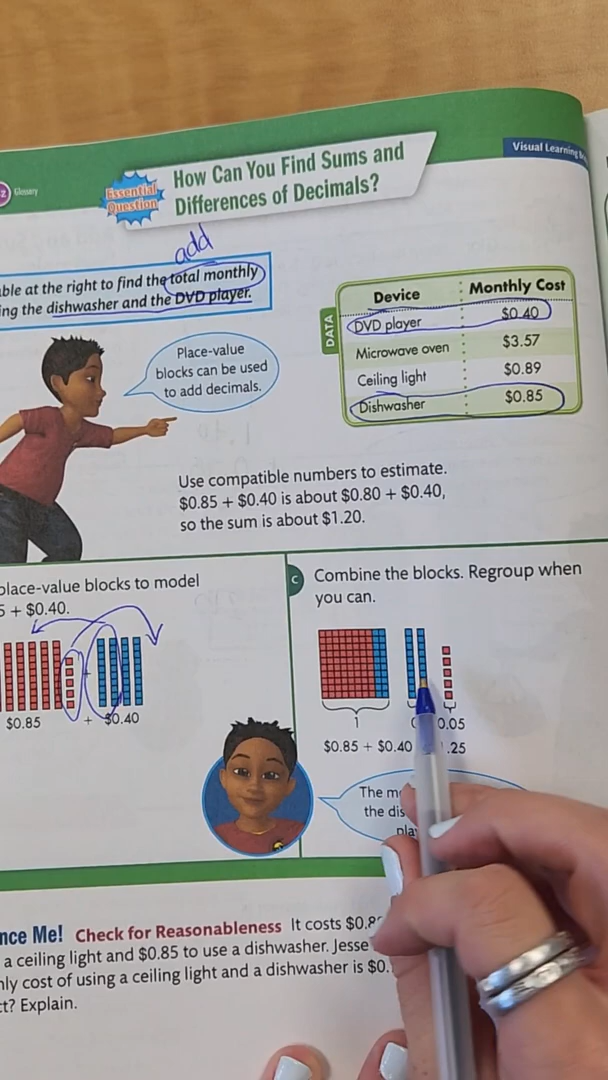 Z Glossary
Essential Question
How Can You Find Sums and
Differences of Decimals?
Visual Learning
add
able at the right to find the total monthly
ing the dishwasher and the DVD player.
Place-value
blocks can be used
to add decimals.
DATA
Device Monthly Cost
DVD player $0.40
Microwave oven $3.57
Ceiling light $0.89
Dishwasher $0.85
Use compatible numbers to estimate.
$0.85 + $0.40 is about $0.80 + $0.40,
so the sum is about $1.20.
place-value blocks to model
5 + $0.40.
$0.85 + $0.40
C Combine the blocks. Regroup when
you can.
1 0.05
$0.85 + $0.40 .25
The
the dis
pla
nce Me! Check for Reasonableness It costs $0.8
a ceiling light and $0.85 to use a dishwasher. Jesse
hly cost of using a ceiling light and a dishwasher is $0.
ct? Explain.